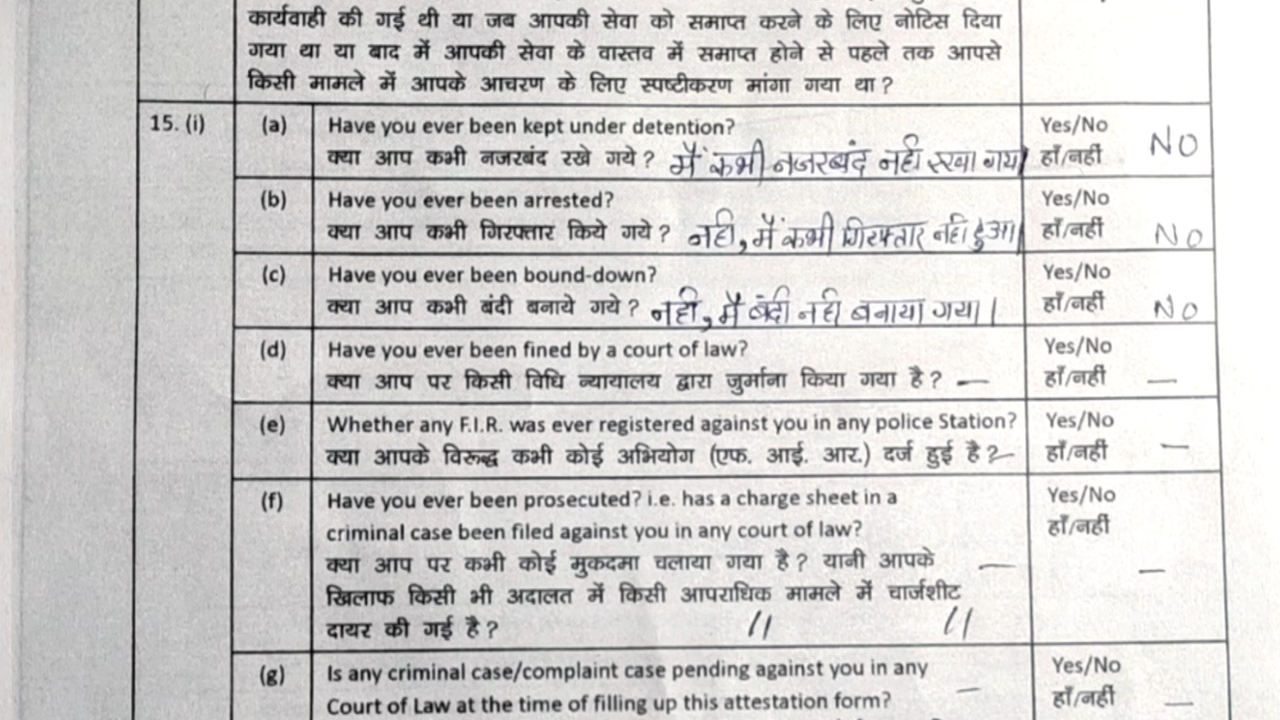 कार्यवाही की गई थी या जब आपकी सेवा को समाप्त करने के लिए नोटिस दिया
गया था या बाद में आपकी सेवा के वास्तव में समाप्त होने से पहले तक आपसे
किसी मामले में आपके आचरण के लिए स्पष्टीकरण मांगा गया था?
15. (i) (a) Have you ever been kept under detention? Yes/No
क्या आप कभी नजरबंद रखे गये? मैं कभी नजरबंद नही रखा गया हाँ/नहीं NO
(b) Have you ever been arrested? Yes/No
क्या आप कभी गिरफ्तार किये गये? नही, मैं कभी गिरफ्तार नही हुआ। हाँ/नहीं NO
(c) Have you ever been bound-down? Yes/No
क्या आप कभी बंदी बनाये गये? नही, मै बंदी नही बनाया गया। हाँ/नहीं NO
(d) Have you ever been fined by a court of law? Yes/No
क्या आप पर किसी विधि न्यायालय द्वारा जुर्माना किया गया है? — हाँ/नहीं —
(e) Whether any F.I.R. was ever registered against you in any police Station? Yes/No
क्या आपके विरूद्ध कभी कोई अभियोग (एफ. आई. आर.) दर्ज हुई है? — हाँ/नहीं —
(f) Have you ever been prosecuted? i.e. has a charge sheet in a Yes/No
criminal case been filed against you in any court of law? हाँ/नहीं
क्या आप पर कभी कोई मुकदमा चलाया गया है? यानी आपके — —
खिलाफ किसी भी अदालत में किसी आपराधिक मामले में चार्जशीट
दायर की गई है? // //
(g) Is any criminal case/complaint case pending against you in any Yes/No
Court of Law at the time of filling up this attestation form? — हाँ/नहीं —